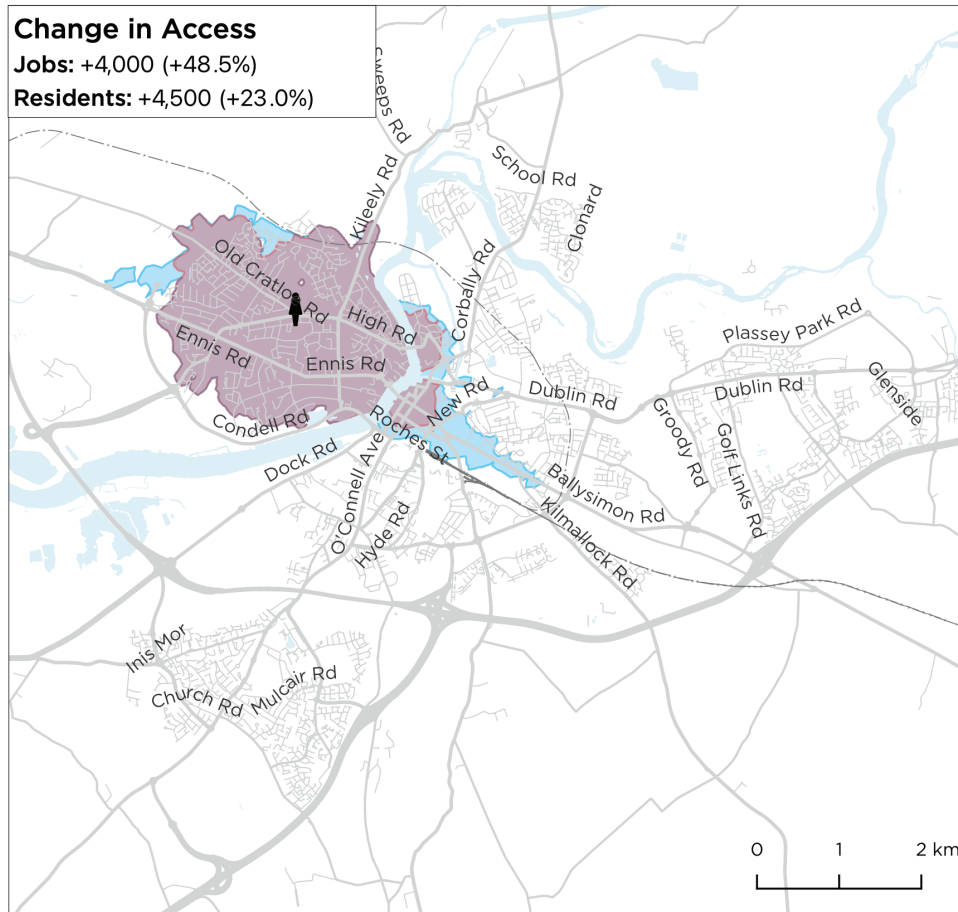 Change in Access
Jobs: +4,000 (+48.5%)
Residents: +4,500 (+23.0%)
Sweeps Rd
School Rd
Clonard
Kileely Rd
Corbally Rd
Old Cratloe Rd
High Rd
Ennis Rd
Ennis Rd
Plassey Park Rd
Dublin Rd
Dublin Rd
Glenside
New Rd
Roches St
Condell Rd
Dock Rd
O'Connell Ave
Hyde Rd
Groody Rd
Golf Links Rd
Ballysimon Rd
Kilmallock Rd
Inis Mor
Church Rd
Mulcair Rd
0 1 2 km